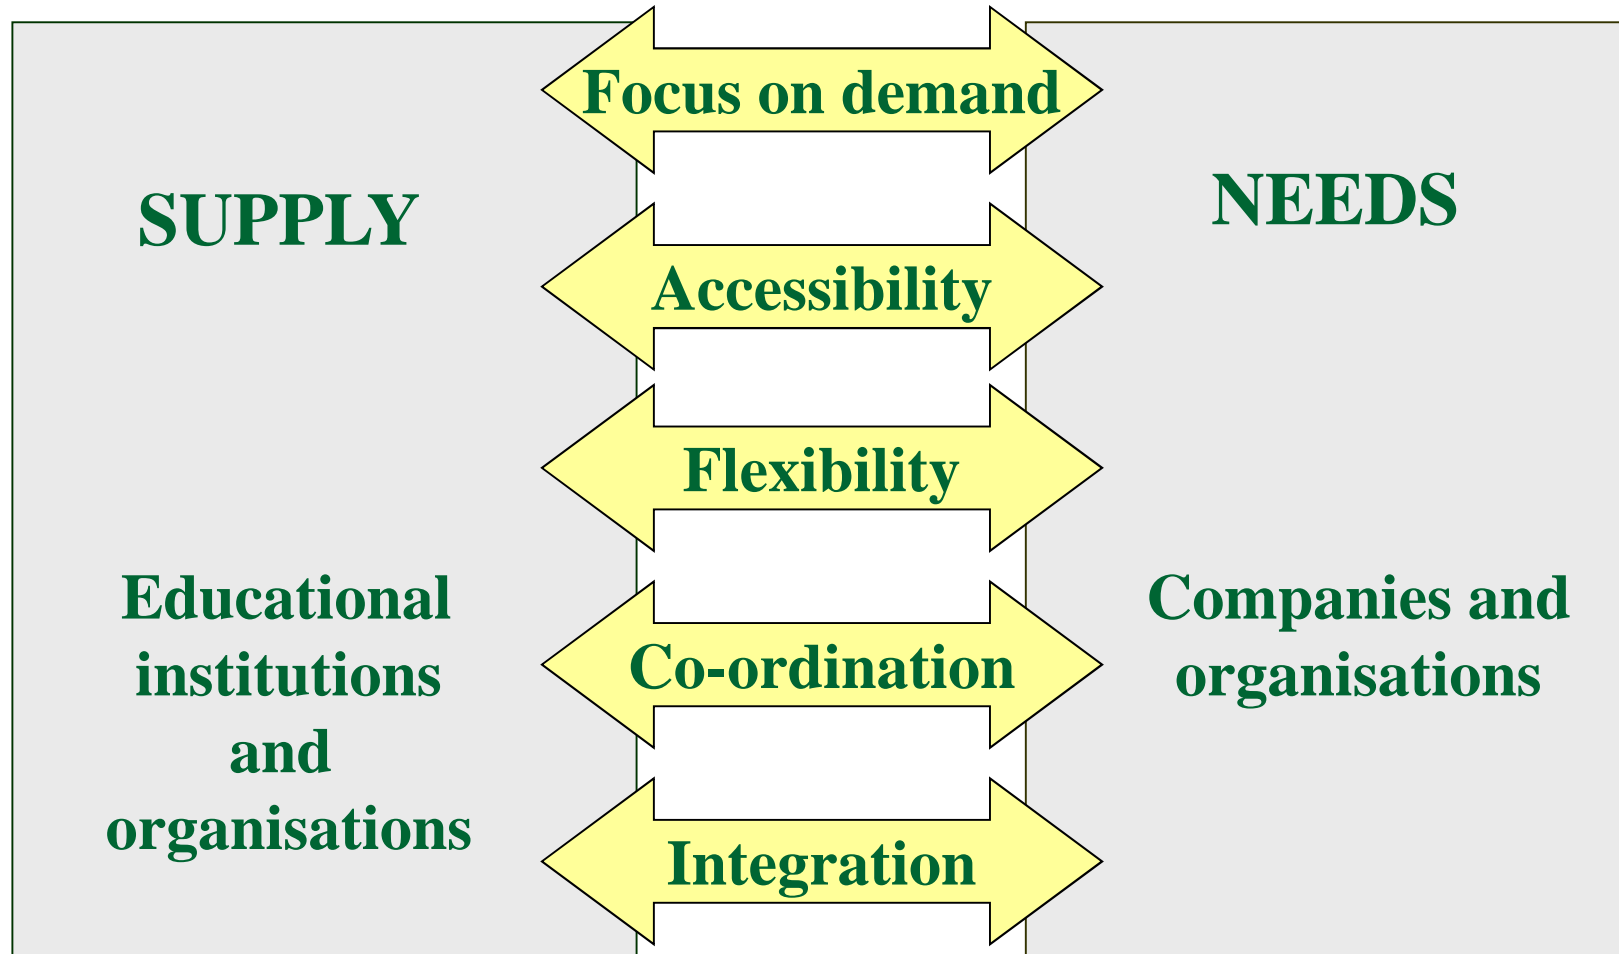 SUPPLY
Educational
institutions
and
organisations
Focus on demand
Accessibility
Flexibility
Co-ordination
Integration
NEEDS
Companies and
organisations